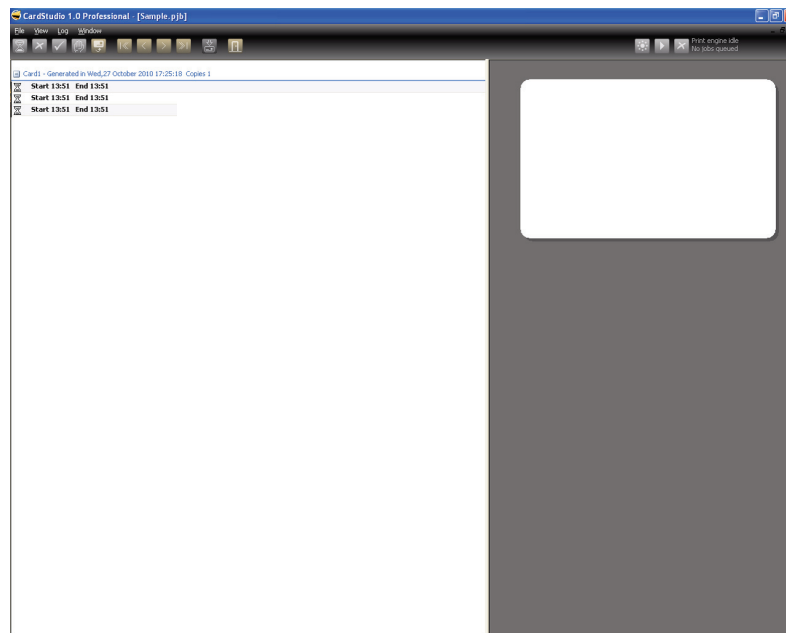 CardStudio 1.0 Professional - [Sample.pjb]
File View Log Window
Print engine idle
No jobs queued
Card1 - Generated in Wed,27 October 2010 17:25:18 Copies 1
Start 13:51 End 13:51
Start 13:51 End 13:51
Start 13:51 End 13:51